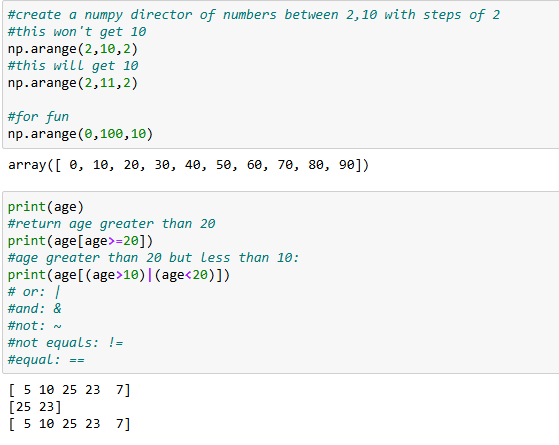 #create a numpy director of numbers between 2,10 with steps of 2
#this won't get 10
np.arange(2,10,2)
#this will get 10
np.arange(2,11,2)
#for fun
np.arange(0,100,10)
array([ 0, 10, 20, 30, 40, 50, 60, 70, 80, 90])
print(age)
#return age greater than 20
print(age[age>=20])
#age greater than 20 but less than 10:
print(age[(age>10)|(age<20)])
# or: |
#and: &
#not: ~
#not equals: !=
#equal: ==
[ 5 10 25 23  7]
[25 23]
[ 5 10 25 23  7]